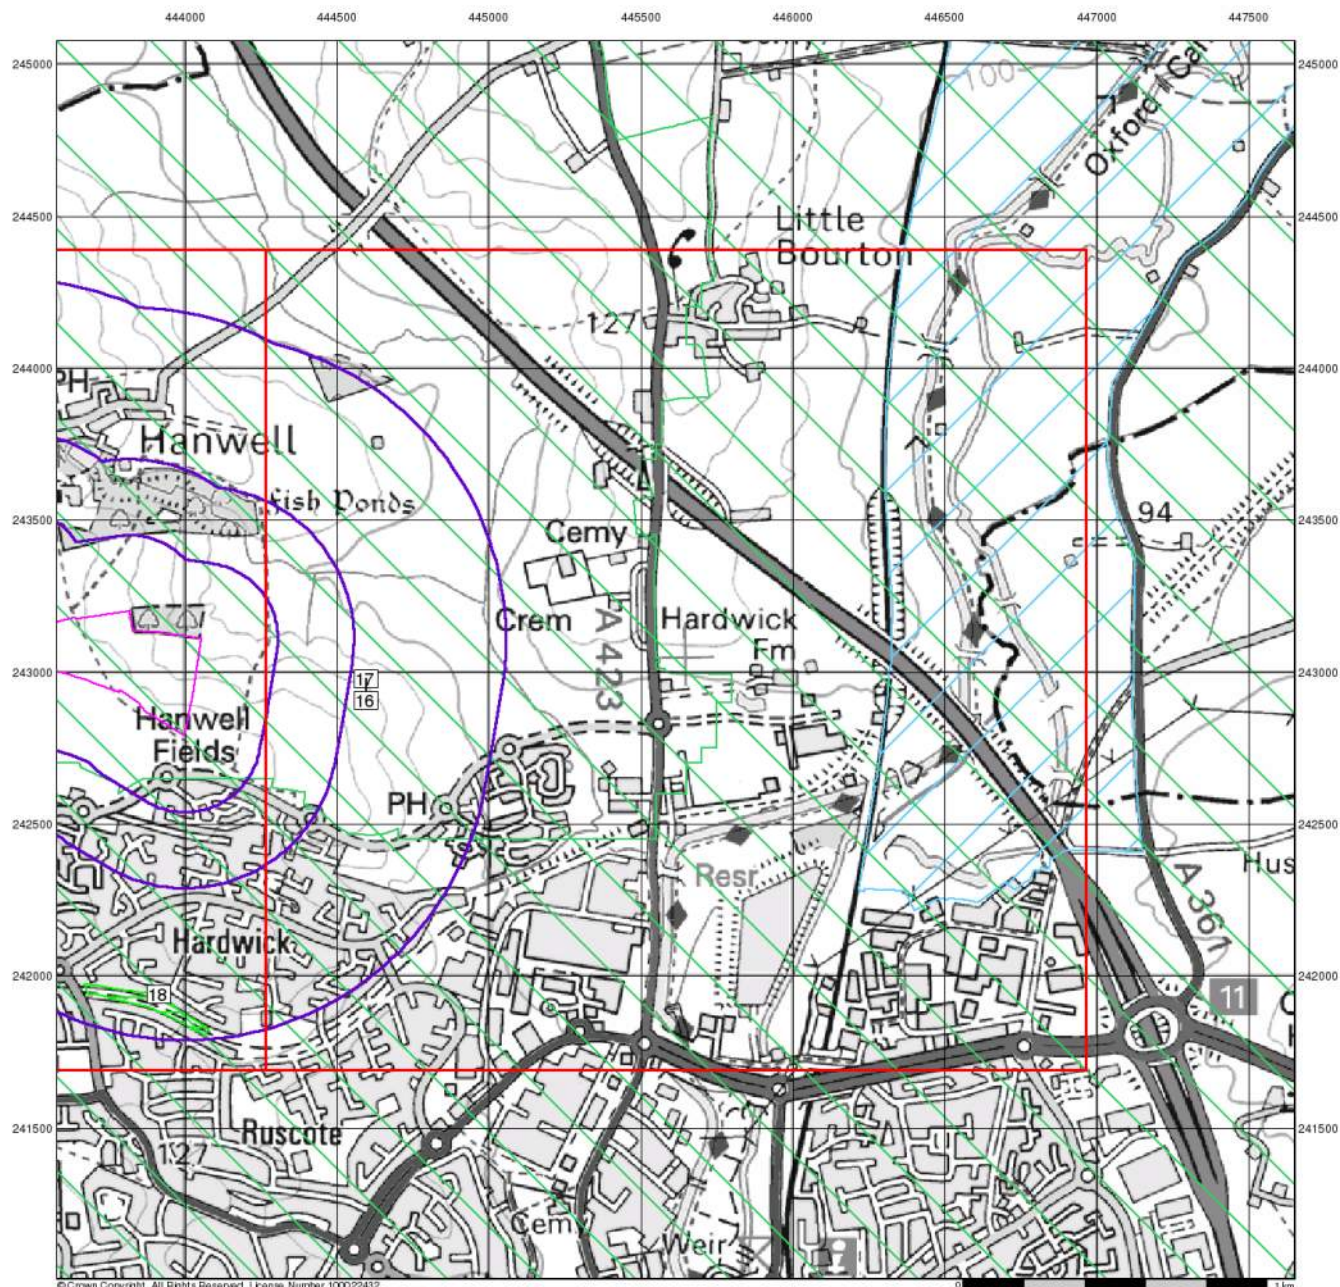 444000 444500 445000 445500 446000 446500 447000 447500
245000 245000
100
Oxford Cal
244500 244500
Little
Bourton
127
244000 244000
PH
Hanwell
Fish Ponds
243500 243500
94
Cemy
Crem
A 423
Hardwick
Fm
243000 243000
17
16
Hanwell
Fields
PH
242500 242500
Resr
Hus
A 361
Hardwick
242000 242000
18
11
Ruscote
241500 241500
127
Cem
Weir
© Crown Copyright. All Rights Reserved. License Number 100022432
0 1 km